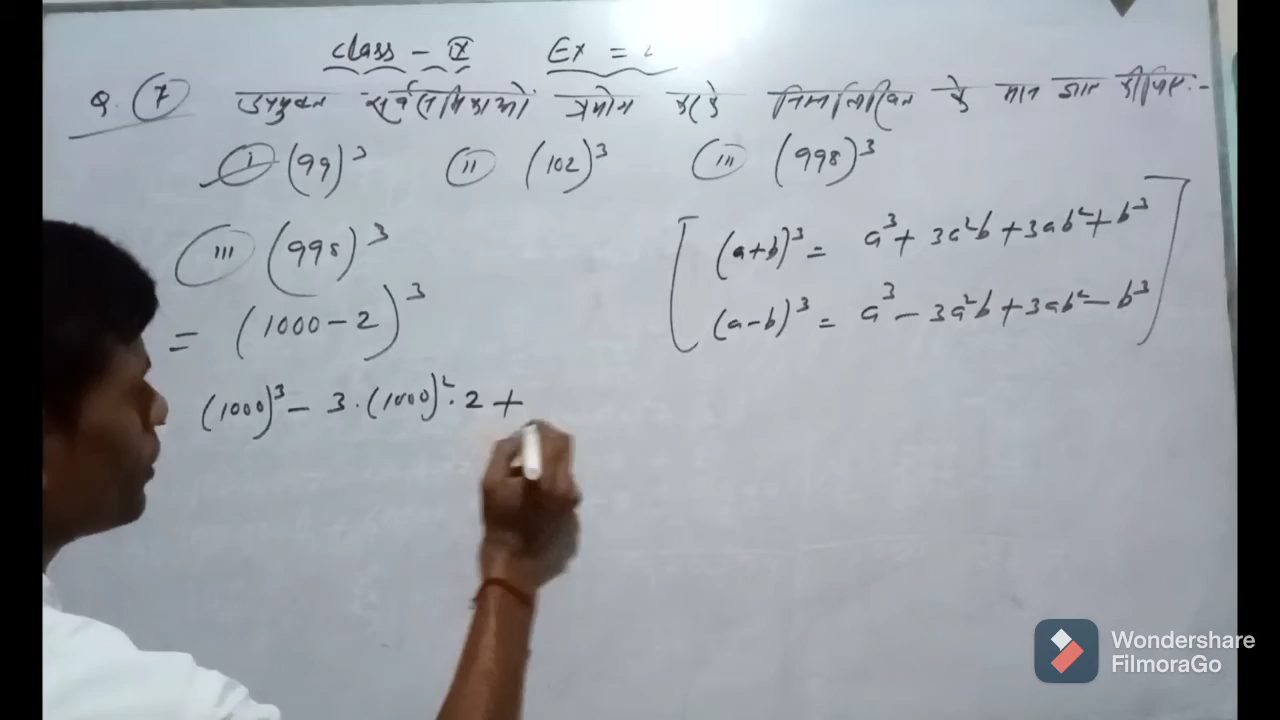 class - IX Ex =
Q. 7 उपयुक्त सर्वसमिकाओं प्रयोग करके निम्नलिखित के मान ज्ञात कीजिए:-
(i) (99)³ (ii) (102)³ (iii) (998)³
(iii) (998)³
= (1000-2)³
(1000)³ - 3·(1000)²·2 +
(a+b)³ = a³ + 3a²b + 3ab² + b³
(a-b)³ = a³ - 3a²b + 3ab² - b³
Wondershare
FilmoraGo